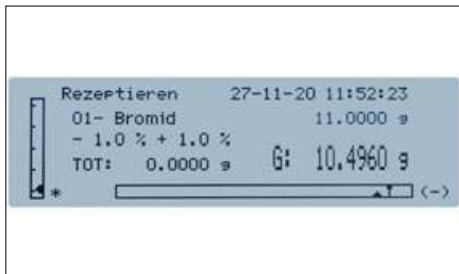 Rezeptieren 27-11-20 11:52:23
01- Bromid 11.0000 g
- 1.0 % + 1.0 %
TOT: 0.0000 g G: 10.4960 g
* (-)